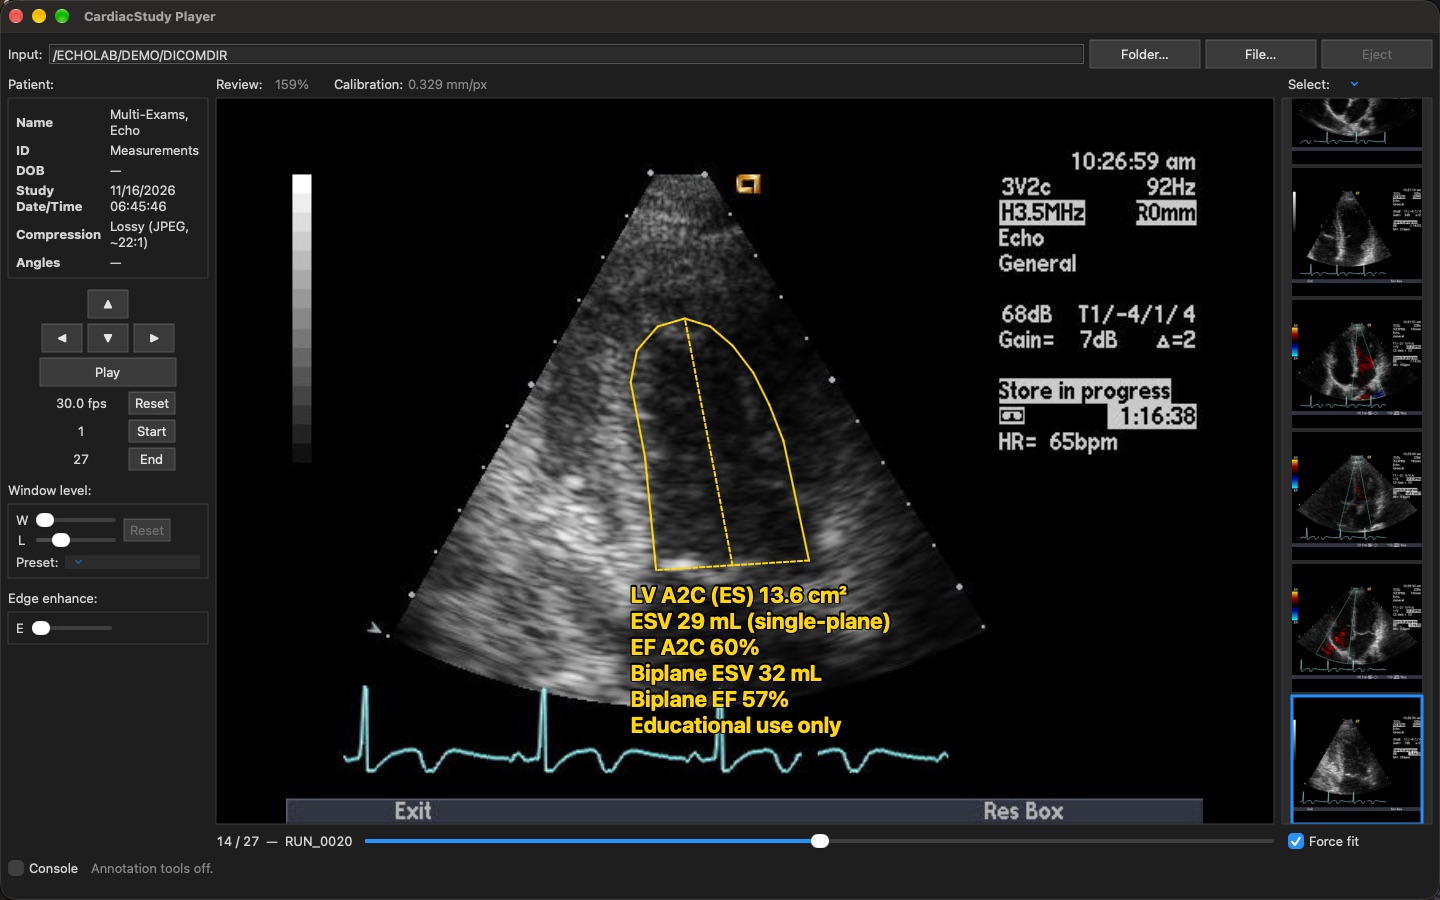 CardiacStudy Player
Input: /ECHOLAB/DEMO/DICOMDIR Folder... File... Eject
Patient: Review: 159% Calibration: 0.329 mm/px Select:
Name Multi-Exams, Echo
ID Measurements
DOB —
Study Date/Time 11/16/2026 06:45:46
Compression Lossy (JPEG, ~22:1)
Angles —
Play
30.0 fps Reset
1 Start
27 End
Window level:
W
L
Reset
Preset:
Edge enhance:
E
10:26:59 am
3V2c 92Hz
H3.5MHz R0mm
Echo
General
68dB T1/-4/1/ 4
Gain= 7dB Δ=2
Store in progress
1:16:38
HR= 65bpm
LV A2C (ES) 13.6 cm²
ESV 29 mL (single-plane)
EF A2C 60%
Biplane ESV 32 mL
Biplane EF 57%
Educational use only
Exit Res Box
14 / 27 — RUN_0020 Force fit
Console Annotation tools off.